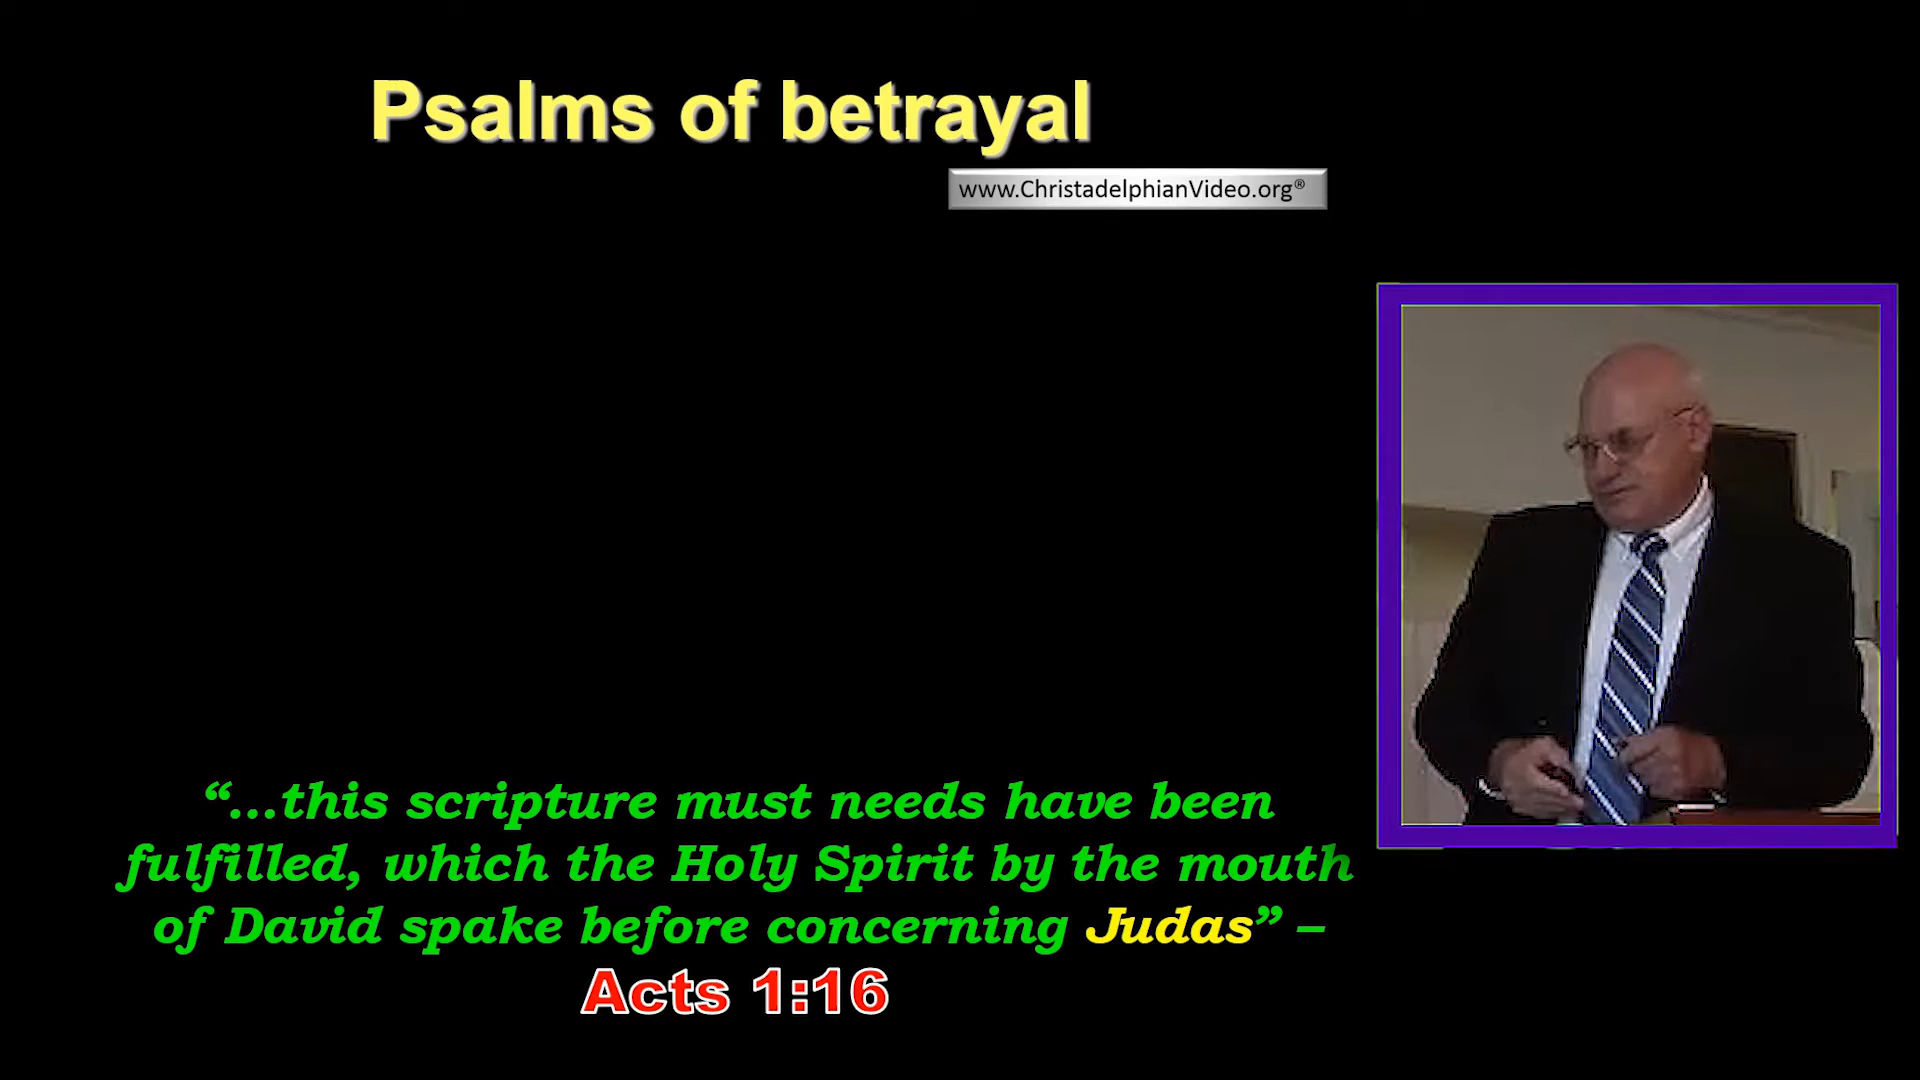 Psalms of betrayal
www.ChristadelphianVideo.org®
“...this scripture must needs have been
fulfilled, which the Holy Spirit by the mouth
of David spake before concerning Judas” –
Acts 1:16